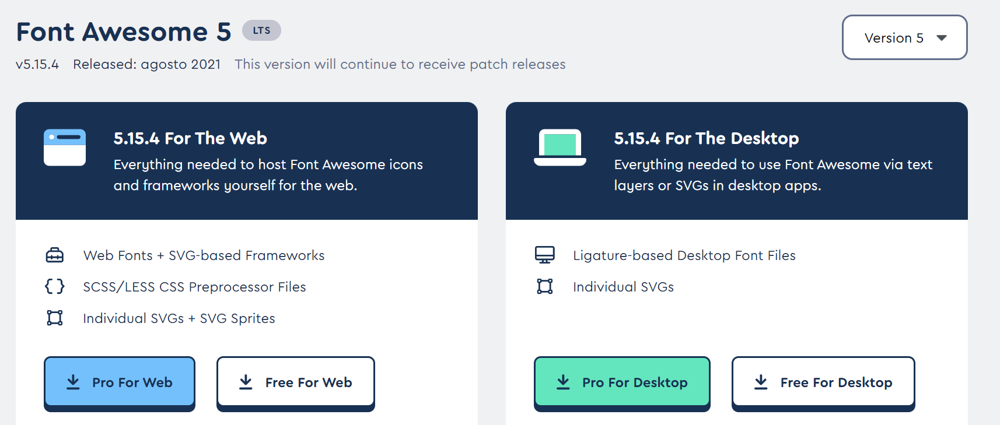 Font Awesome 5 LTS
Version 5
v5.15.4 Released: agosto 2021 This version will continue to receive patch releases
5.15.4 For The Web
Everything needed to host Font Awesome icons
and frameworks yourself for the web.
Web Fonts + SVG-based Frameworks
SCSS/LESS CSS Preprocessor Files
Individual SVGs + SVG Sprites
Pro For Web
Free For Web
5.15.4 For The Desktop
Everything needed to use Font Awesome via text
layers or SVGs in desktop apps.
Ligature-based Desktop Font Files
Individual SVGs
Pro For Desktop
Free For Desktop